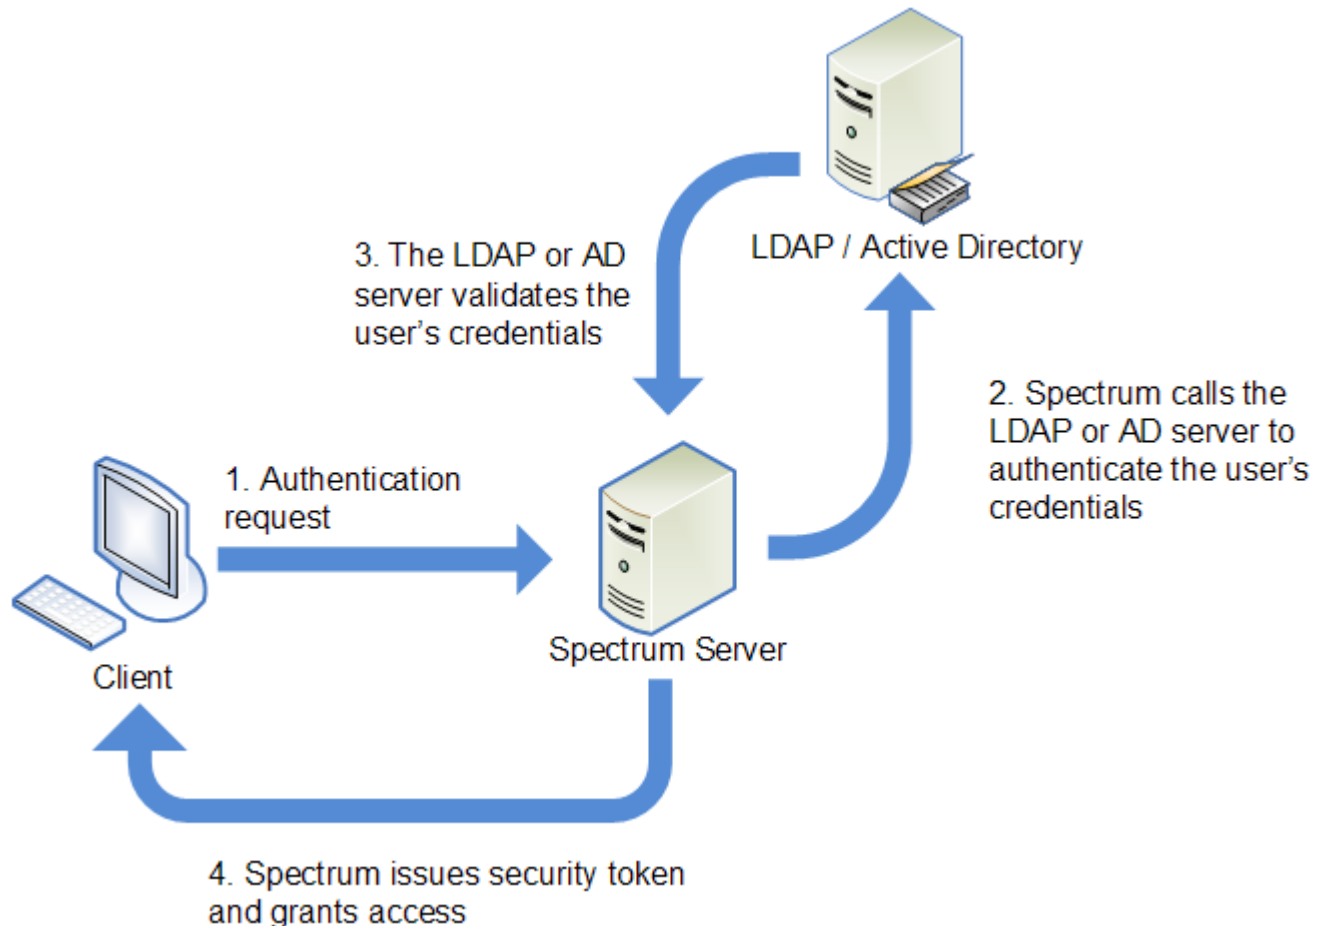 LDAP / Active Directory
3. The LDAP or AD
server validates the
user's credentials
2. Spectrum calls the
LDAP or AD server to
authenticate the user's
credentials
1. Authentication
request
Spectrum Server
Client
4. Spectrum issues security token
and grants access